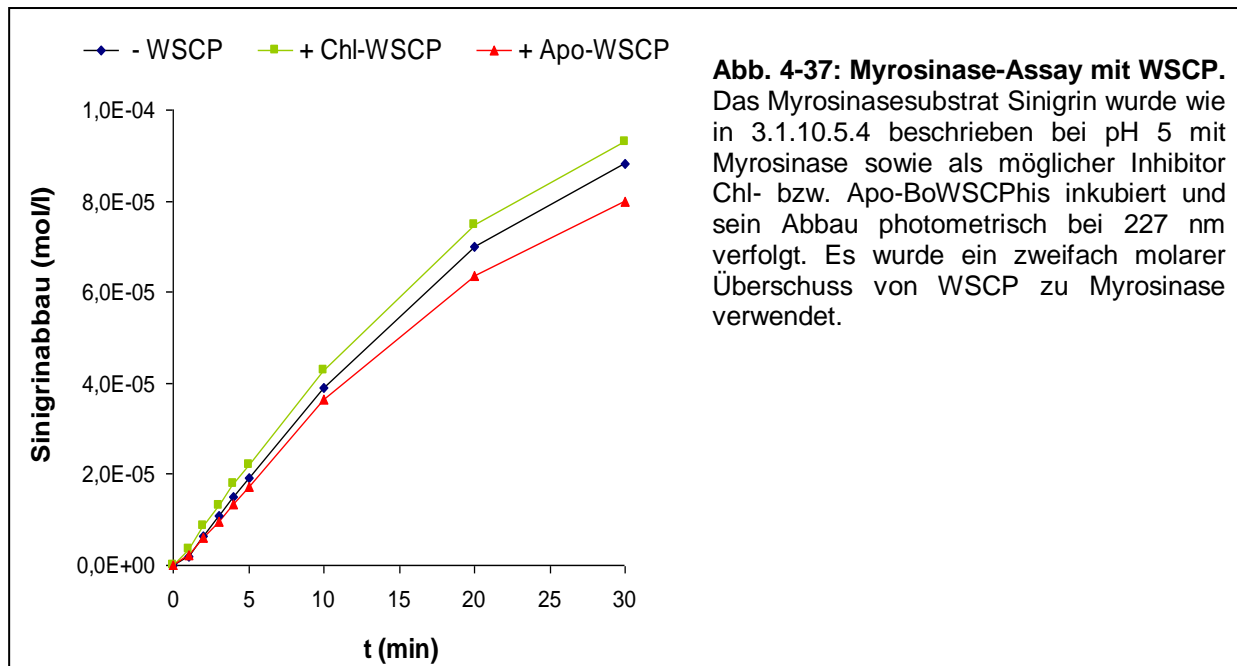 - WSCP + Chl-WSCP + Apo-WSCP
1,0E-04
8,0E-05
6,0E-05
4,0E-05
2,0E-05
0,0E+00
Sinigrinabbau (mol/l)
0 5 10 15 20 25 30
t (min)
Abb. 4-37: Myrosinase-Assay mit WSCP.
Das Myrosinasesubstrat Sinigrin wurde wie
in 3.1.10.5.4 beschrieben bei pH 5 mit
Myrosinase sowie als möglicher Inhibitor
Chl- bzw. Apo-BoWSCPhis inkubiert und
sein Abbau photometrisch bei 227 nm
verfolgt. Es wurde ein zweifach molarer
Überschuss von WSCP zu Myrosinase
verwendet.